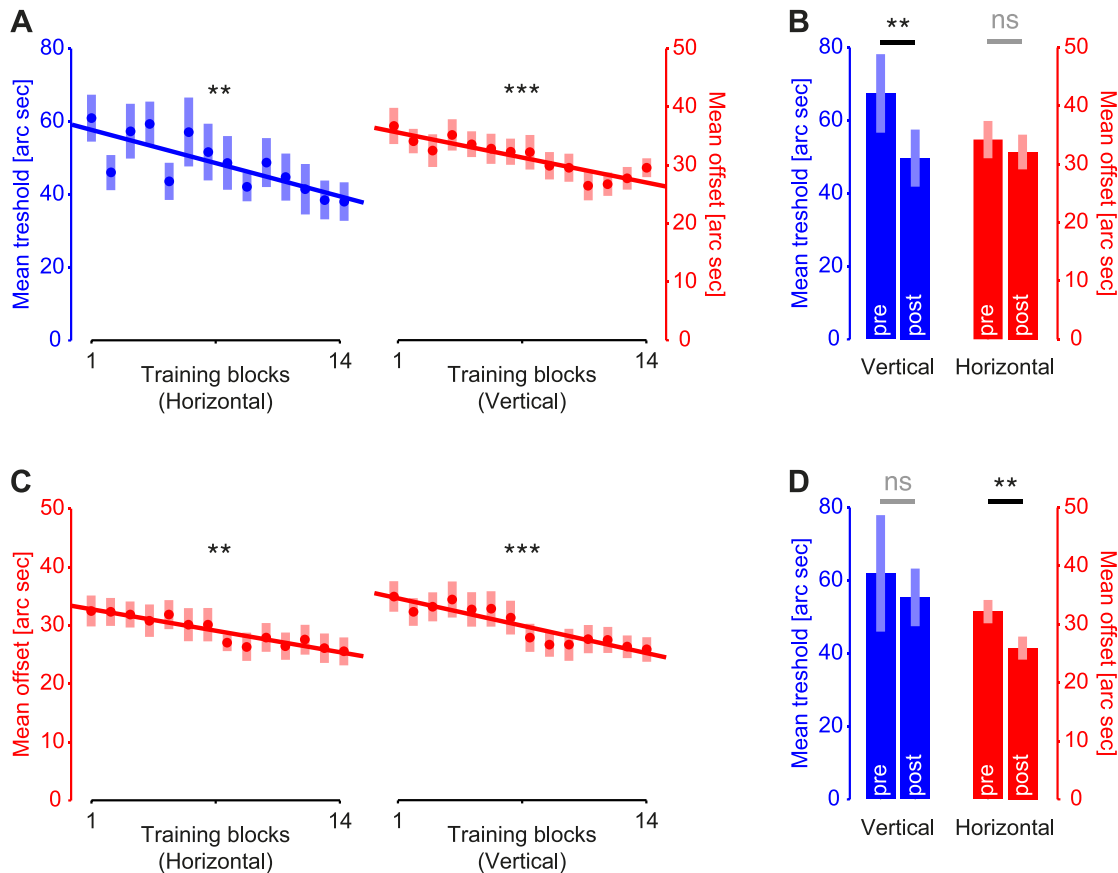 A
80
60
40
20
0
Mean treshold [arc sec]
**
1
14
Training blocks
(Horizontal)
***
1
14
Training blocks
(Vertical)
50
40
30
20
10
0
Mean offset [arc sec]
B
80
60
40
20
0
Mean treshold [arc sec]
**
ns
pre
post
pre
post
Vertical
Horizontal
50
40
30
20
10
0
Mean offset [arc sec]
C
50
40
30
20
10
0
Mean offset [arc sec]
**
1
14
Training blocks
(Horizontal)
***
1
14
Training blocks
(Vertical)
D
80
60
40
20
0
Mean treshold [arc sec]
ns
**
pre
post
pre
post
Vertical
Horizontal
50
40
30
20
10
0
Mean offset [arc sec]